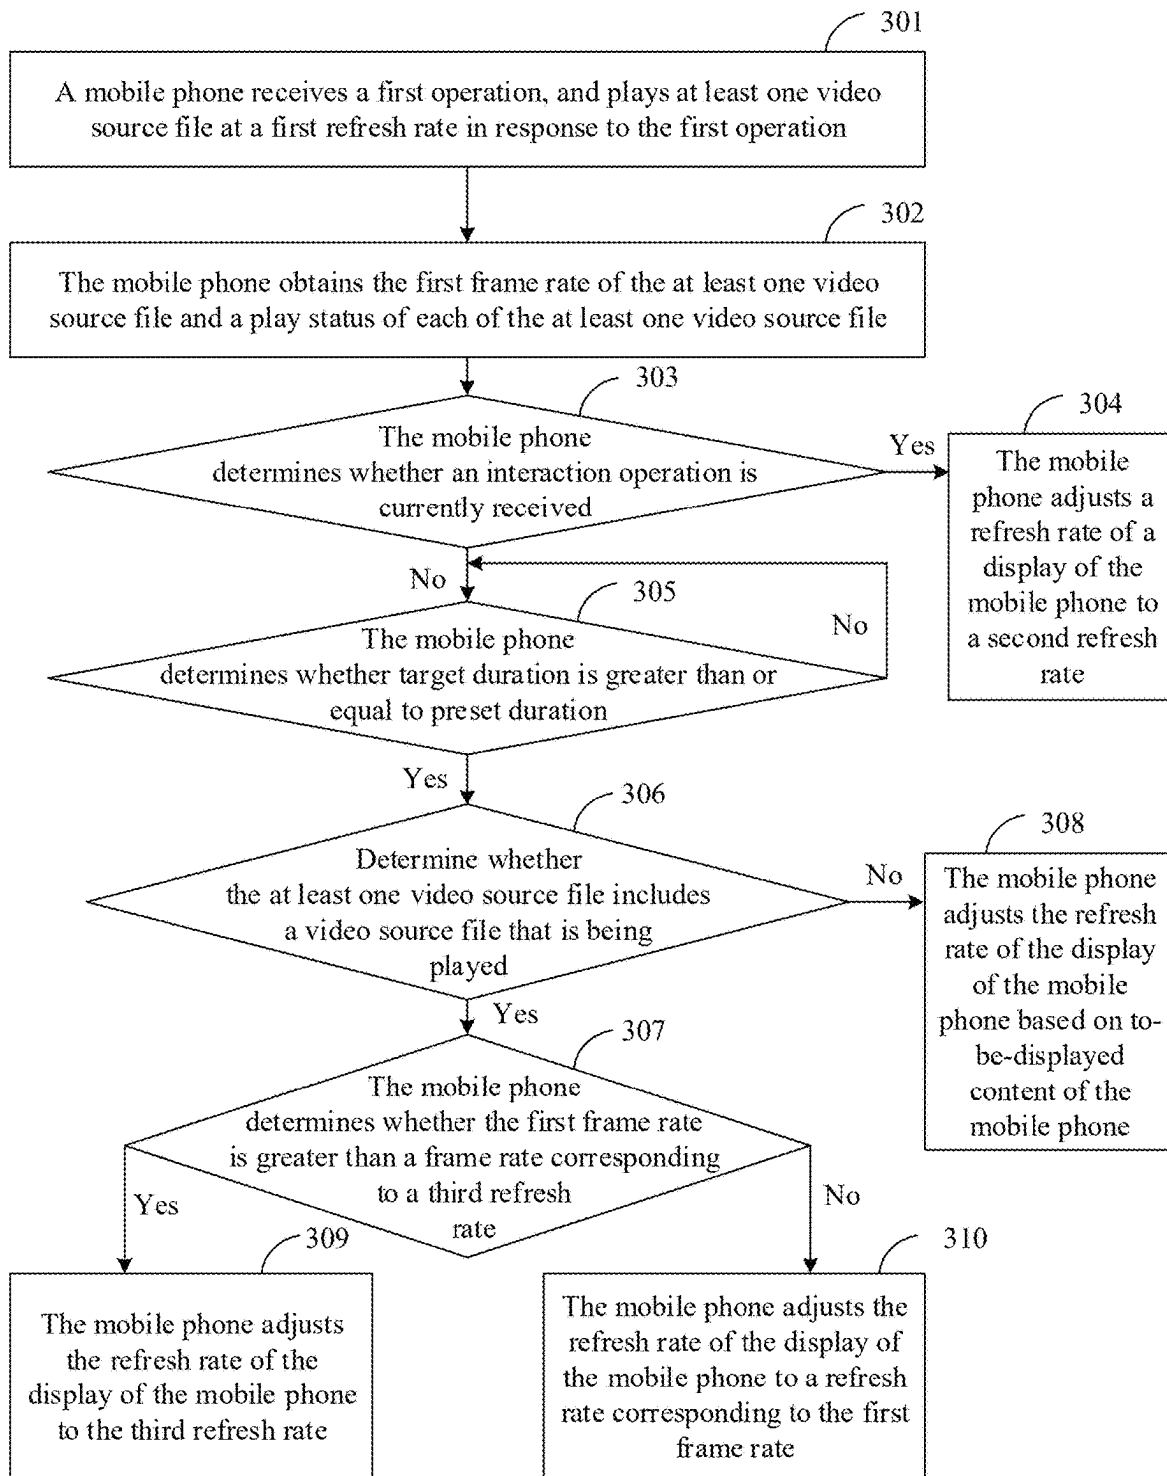 301
A mobile phone receives a first operation, and plays at least one video
source file at a first refresh rate in response to the first operation
302
The mobile phone obtains the first frame rate of the at least one video
source file and a play status of each of the at least one video source file
303
The mobile phone
determines whether an interaction operation is
currently received
Yes
304
The mobile
phone adjusts a
refresh rate of a
display of the
mobile phone to
a second refresh
rate
No
305
The mobile phone
determines whether target duration is greater than or
equal to preset duration
No
Yes
306
Determine whether
the at least one video source file includes
a video source file that is being
played
No
308
The mobile phone
adjusts the refresh
rate of the display
of the mobile
phone based on to-
be-displayed
content of the
mobile phone
Yes
307
The mobile phone
determines whether the first frame rate
is greater than a frame rate corresponding
to a third refresh
rate
Yes
No
309
The mobile phone adjusts
the refresh rate of the
display of the mobile phone
to the third refresh rate
310
The mobile phone adjusts the
refresh rate of the display of
the mobile phone to a refresh
rate corresponding to the first
frame rate